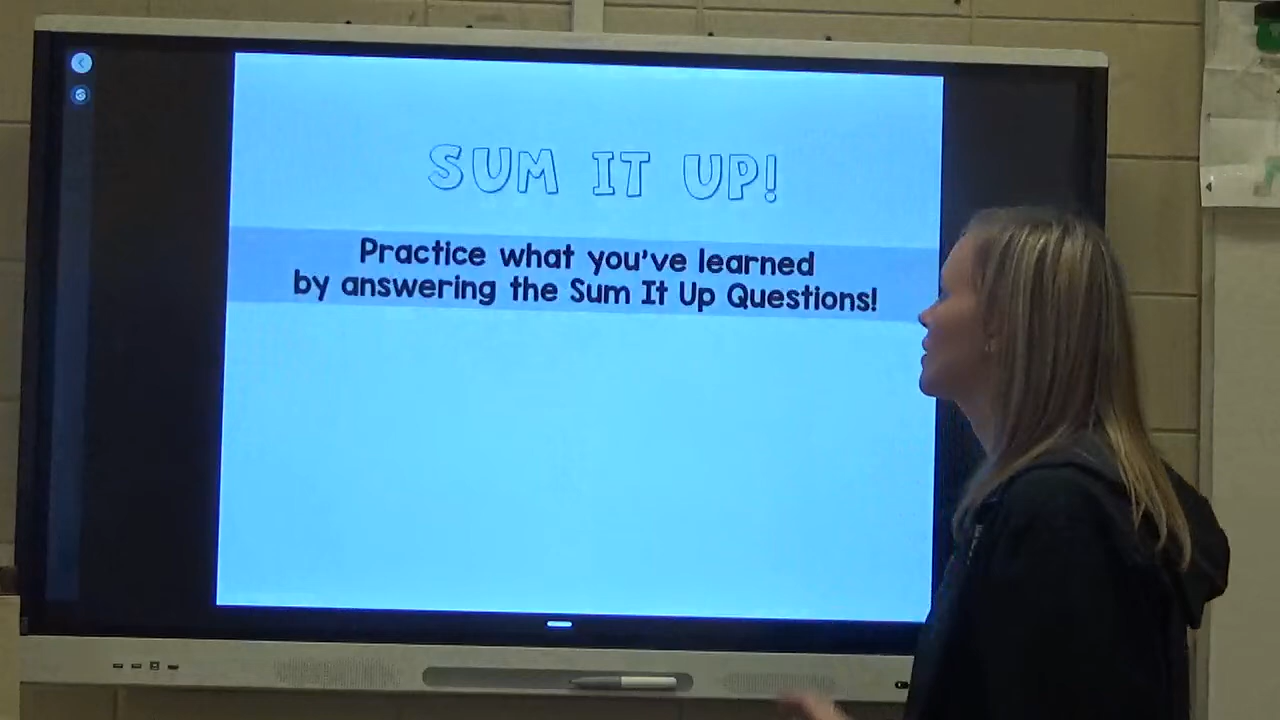 SUM IT UP!
Practice what you've learned
by answering the Sum It Up Questions!